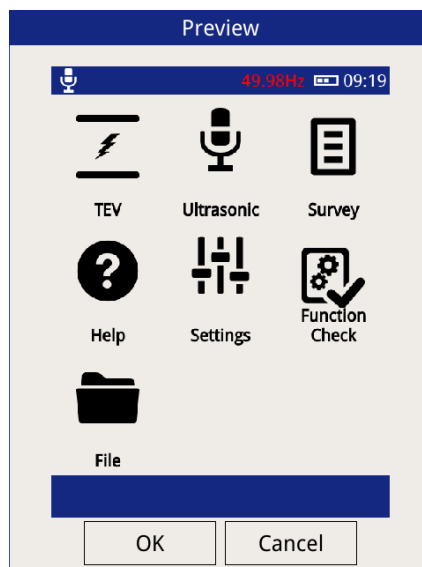 Preview
49.98Hz 09:19
TEV Ultrasonic Survey
Help Settings Function Check
File
OK Cancel